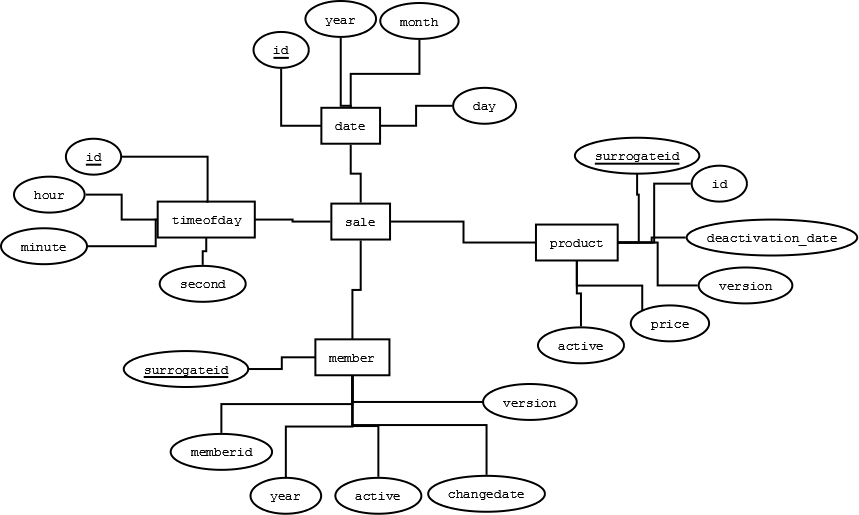 year
month
id
day
date
id
surrogateid
id
hour
timeofday
sale
deactivation_date
minute
product
second
version
price
active
member
surrogateid
version
memberid
year
active
changedate